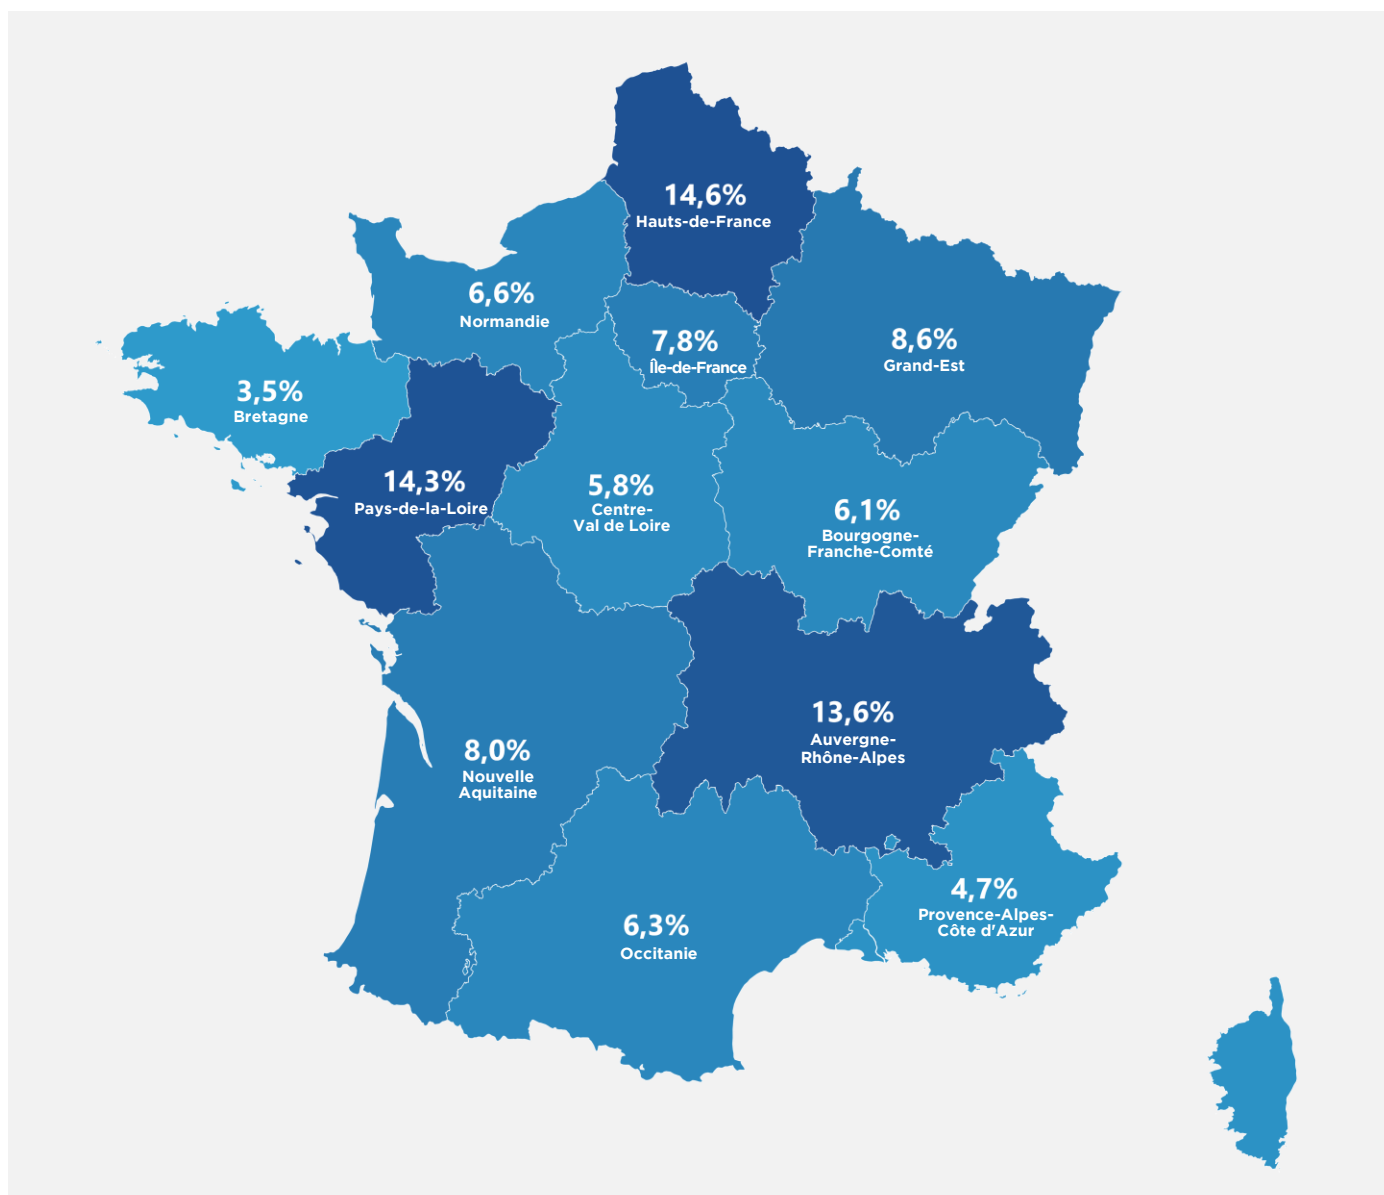 14,6%
Hauts-de-France
6,6%
Normandie
7,8%
Île-de-France
8,6%
Grand-Est
3,5%
Bretagne
14,3%
Pays-de-la-Loire
5,8%
Centre-
Val de Loire
6,1%
Bourgogne-
Franche-Comté
13,6%
Auvergne-
Rhône-Alpes
8,0%
Nouvelle
Aquitaine
4,7%
Provence-Alpes-
Côte d'Azur
6,3%
Occitanie